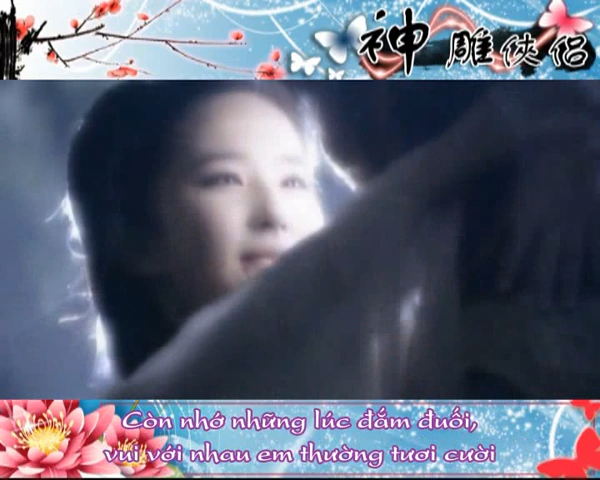 神雕侠侣
Còn nhớ những lúc đắm đuối,
vui với nhau em thường tươi cười